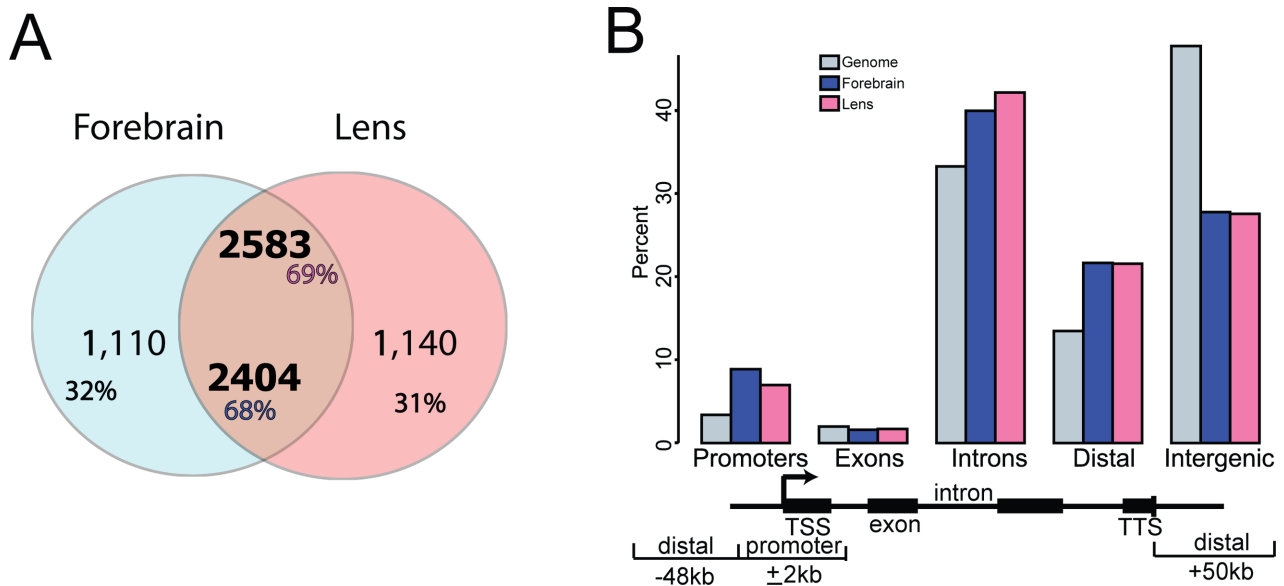 A
Forebrain
Lens
2583
69%
1,110
32%
2404
68%
1,140
31%
B
Genome
Forebrain
Lens
Percent
40
30
20
10
0
Promoters
Exons
Introns
Distal
Intergenic
intron
TSS
exon
TTS
distal
promoter
distal
-48kb
±2kb
+50kb